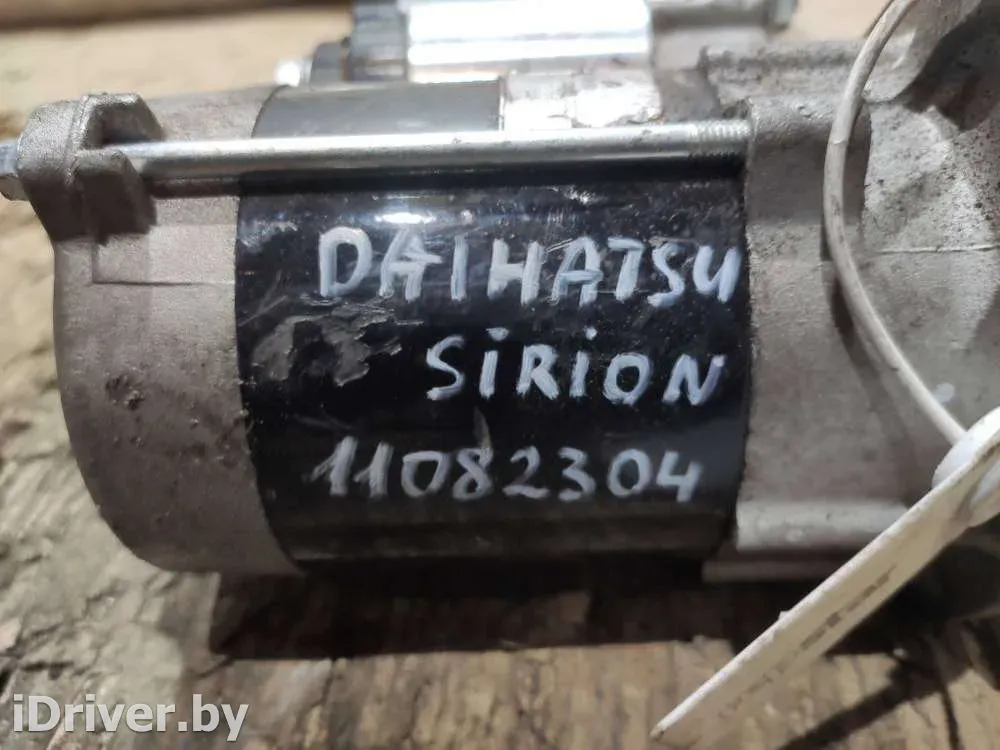 DAIHATSU
SiRiON
11082304
iDriver.by